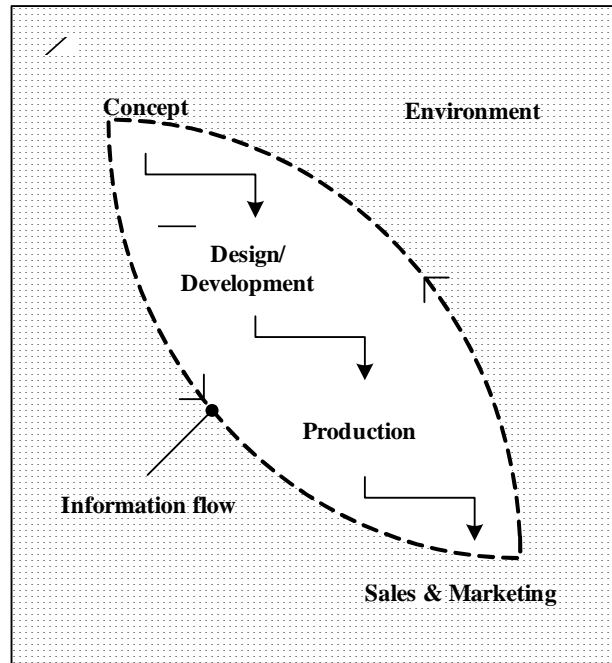 Concept
Environment
Design/
Development
Production
Information flow
Sales & Marketing